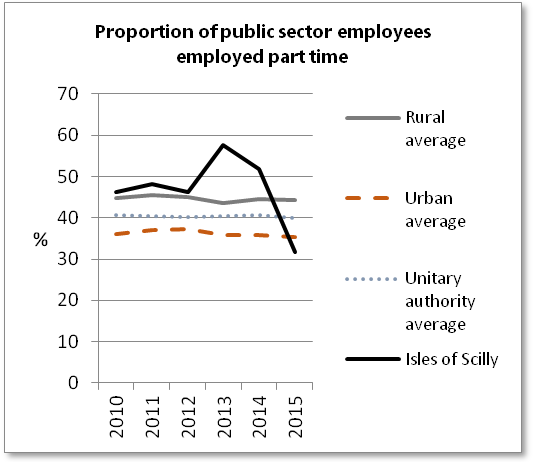 Proportion of public sector employees
employed part time
70
60
50
40
30
20
10
0
%
2010
2011
2012
2013
2014
2015
Rural
average
Urban
average
Unitary
authority
average
Isles of Scilly